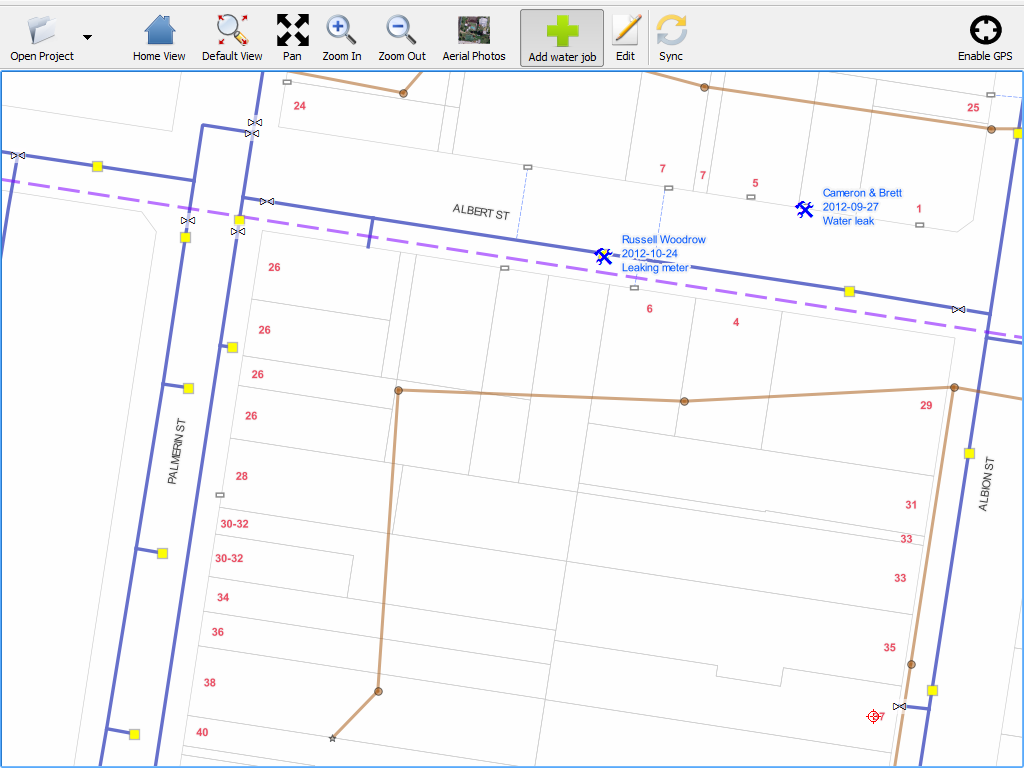 Open Project
Home View
Default View
Pan
Zoom In
Zoom Out
Aerial Photos
Add water job
Edit
Sync
Enable GPS
24
25
7
7
5
1
Cameron & Brett
2012-09-27
Water leak
ALBERT ST
Russell Woodrow
2012-10-24
Leaking meter
26
6
4
26
26
26
29
PALMERIN ST
ALBION ST
28
31
30-32
33
30-32
33
34
36
35
38
40